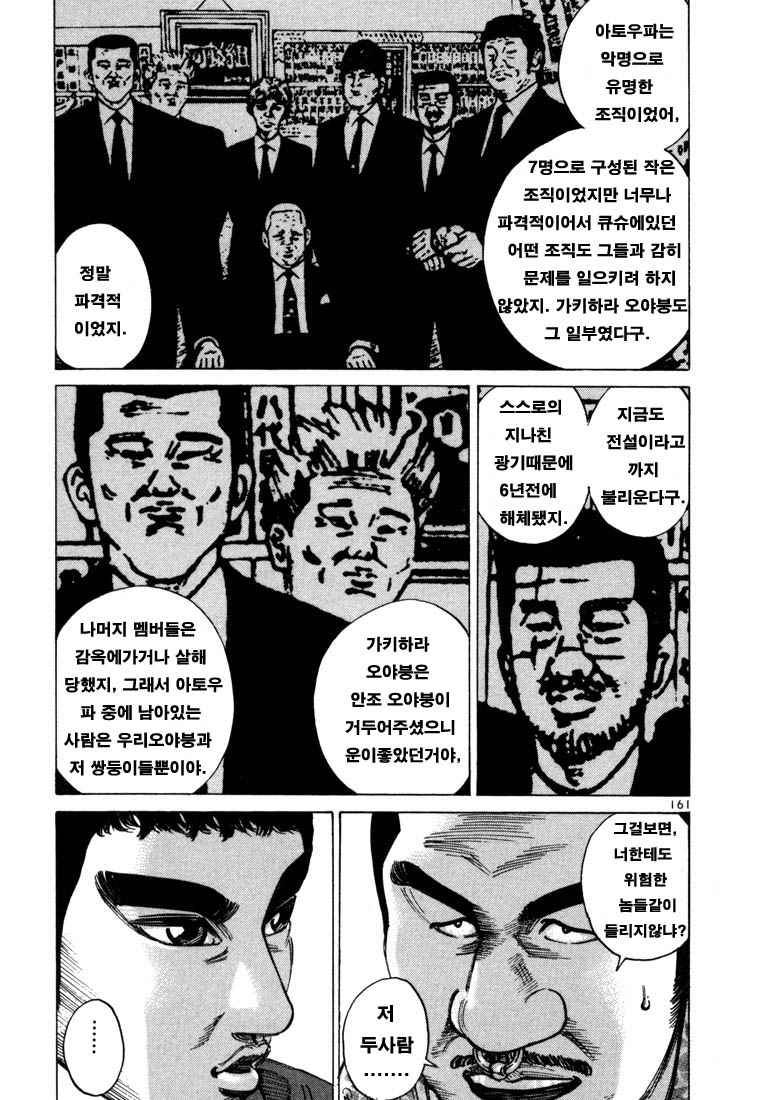 아토우파는
악명으로
유명한
조직이었어,
7명으로 구성된 작은
조직이었지만 너무나
파격적이어서 큐슈에있던
어떤 조직도 그들과 감히
문제를 일으키려 하지
않았지. 가키하라 오야붕도
그 일부였다구.
정말
파격적
이었지.
지금도
전설이라고
까지
불리운다구.
스스로의
지나친
광기때문에
6년전에
해체됐지.
가키하라
오야붕은
안조 오야붕이
거두어주셨으니
운이좋았던거야,
나머지 멤버들은
감옥에가거나 살해
당했지, 그래서 아토우
파 중에 남아있는
사람은 우리오야붕과
저 쌍둥이들뿐이야.
161
그걸보면,
너한테도
위험한
놈들같이
들리지않냐?
저
두사람
·······
······